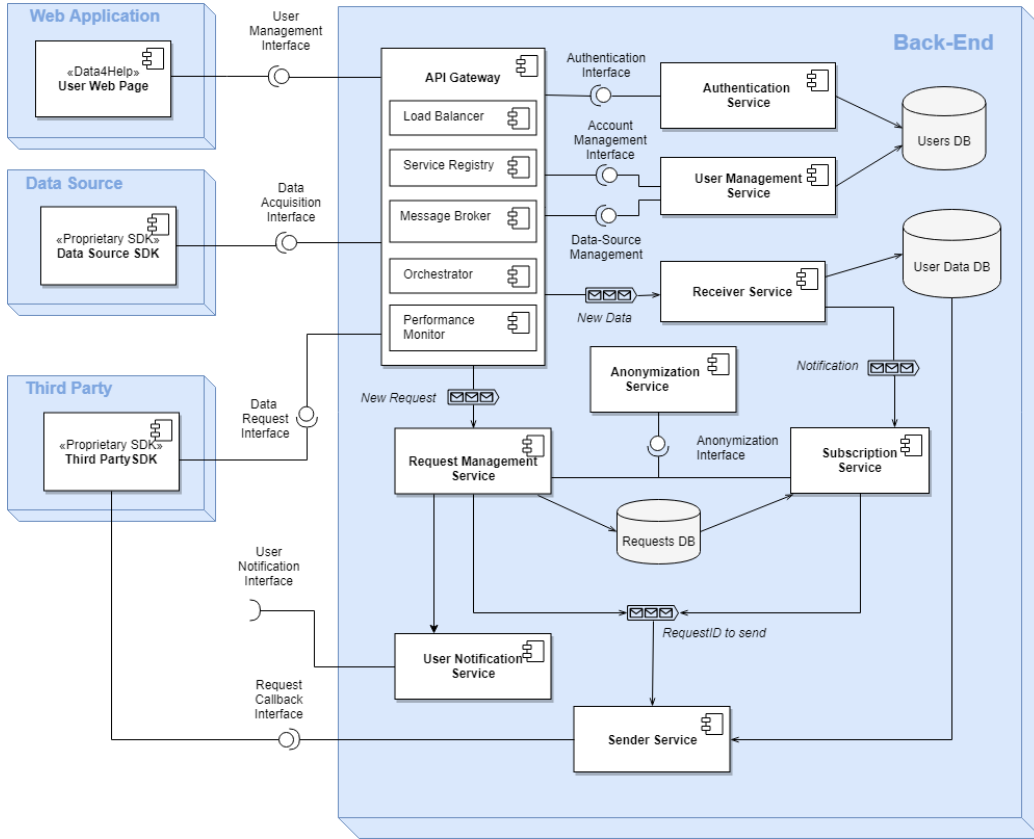 Web Application
«Data4Help»
User Web Page
User
Management
Interface
Back-End
API Gateway
Load Balancer
Service Registry
Message Broker
Orchestrator
Performance
Monitor
Authentication
Interface
Authentication
Service
Account
Management
Interface
User Management
Service
Users DB
Data-Source
Management
Data Source
«Proprietary SDK»
Data Source SDK
Data
Acquisition
Interface
New Data
Receiver Service
User Data DB
Notification
Third Party
«Proprietary SDK»
Third Party SDK
Data
Request
Interface
New Request
Anonymization
Service
Anonymization
Interface
Request Management
Service
Subscription
Service
Requests DB
User
Notification
Interface
RequestID to send
User Notification
Service
Request
Callback
Interface
Sender Service